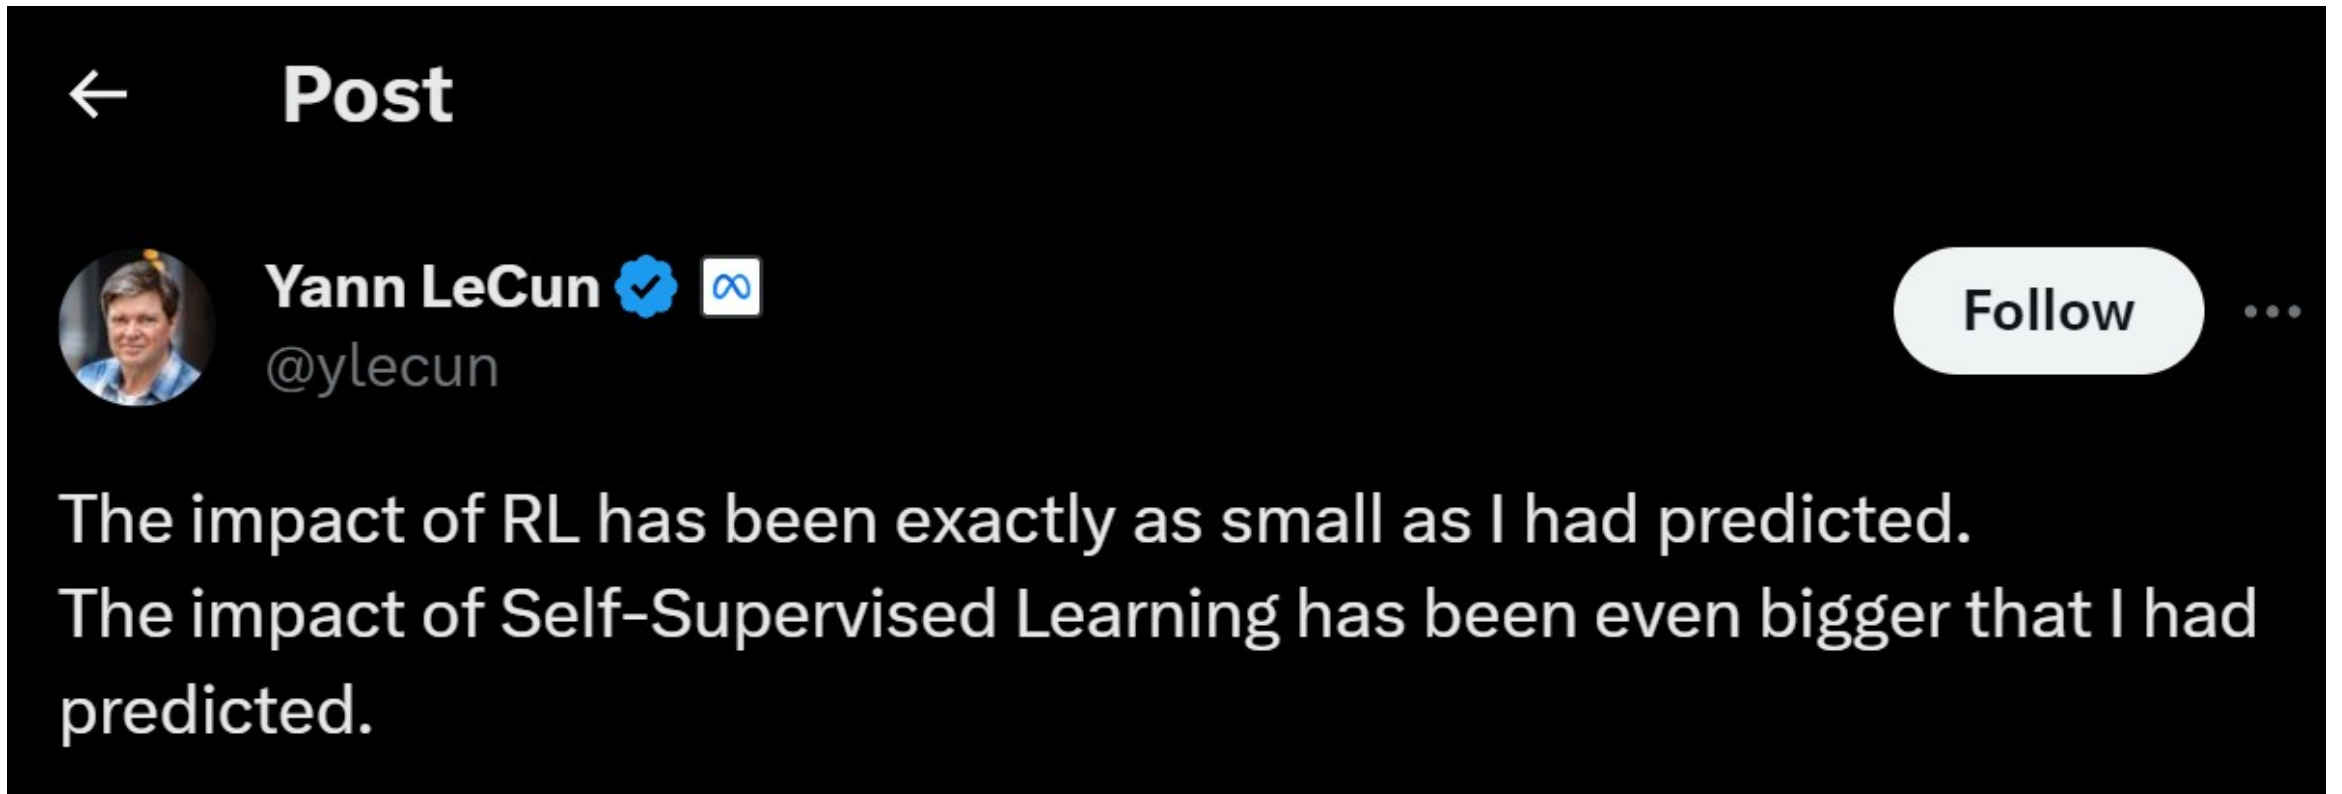 Post
Yann LeCun
@ylecun
Follow
The impact of RL has been exactly as small as I had predicted.
The impact of Self-Supervised Learning has been even bigger that I had
predicted.